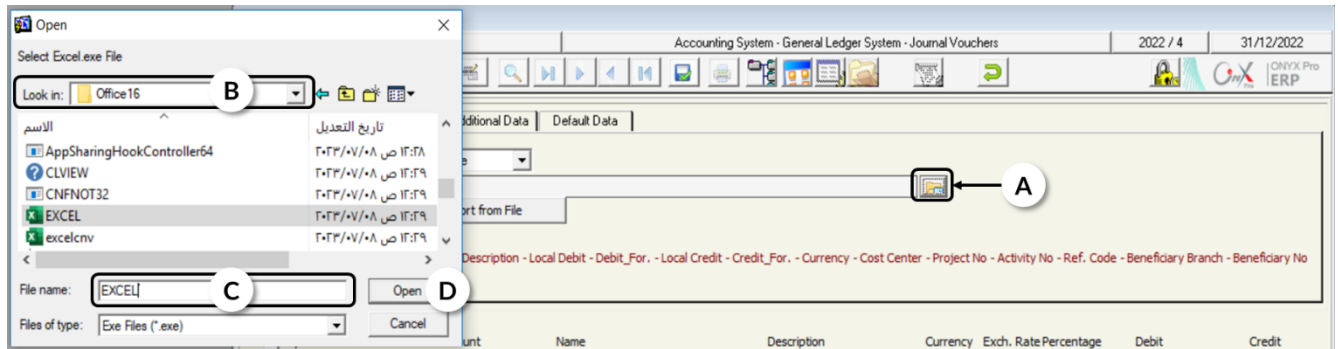 Open
Accounting System - General Ledger System - Journal Vouchers
2022 / 4
31/12/2022
Select Excel.exe File
ONYX Pro
ERP
Look in:
Office16
B
الاسم
تاريخ التعديل
dditional Data
Default Data
AppSharingHookController64
١٢:٢٨ ص ٢٠٢٣/٠٧/٠٨
CLVIEW
١٢:٢٩ ص ٢٠٢٣/٠٧/٠٨
CNFNOT32
١٢:٢٩ ص ٢٠٢٣/٠٧/٠٨
A
EXCEL
١٢:٢٩ ص ٢٠٢٣/٠٧/٠٨
ort from File
excelcnv
١٢:٢٩ ص ٢٠٢٣/٠٧/٠٨
Description - Local Debit - Debit_For. - Local Credit - Credit_For. - Currency - Cost Center - Project No - Activity No - Ref. Code - Beneficiary Branch - Beneficiary No
File name:
EXCEL
C
Open
D
Files of type:
Exe Files (*.exe)
Cancel
unt
Name
Description
Currency
Exch. Rate
Percentage
Debit
Credit